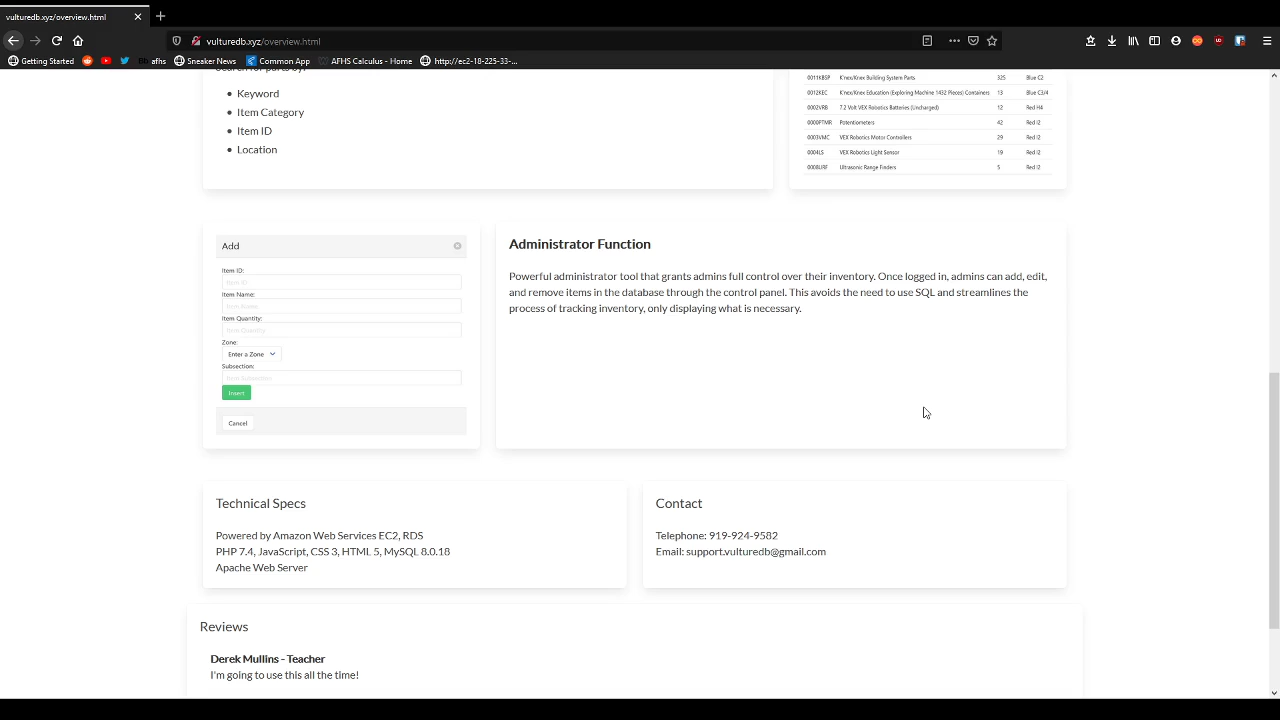 vulturedb.xyz/overview.html
vulturedb.xyz/overview.html
Getting Started
afhs
Sneaker News
Common App
AFHS Calculus - Home
http://ec2-18-225-33-...
Keyword
Item Category
Item ID
Location
0011KBSP K'nex/Knex Building System Parts 325 Blue C2
0012KEC K'nex/Knex Education (Exploring Machine 1432 Pieces) Containers) 13 Blue C3/4
0002VRB 7.2 Volt VEX Robotics Batteries (Uncharged) 12 Red H4
0000PTMR Potentiometers 42 Red I2
0003VMC VEX Robotics Motor Controllers 29 Red I2
0004LS VEX Robotics Light Sensor 19 Red I2
0008URF Ultrasonic Range Finders 5 Red I2
Add
Item ID:
Item ID
Item Name:
Item Name
Item Quantity:
Item Quantity
Zone:
Enter a Zone
Subsection:
Item Subsection
Insert
Cancel
Administrator Function
Powerful administrator tool that grants admins full control over their inventory. Once logged in, admins can add, edit,
and remove items in the database through the control panel. This avoids the need to use SQL and streamlines the
process of tracking inventory, only displaying what is necessary.
Technical Specs
Powered by Amazon Web Services EC2, RDS
PHP 7.4, JavaScript, CSS 3, HTML 5, MySQL 8.0.18
Apache Web Server
Contact
Telephone: 919-924-9582
Email: support.vulturedb@gmail.com
Reviews
Derek Mullins - Teacher
I'm going to use this all the time!